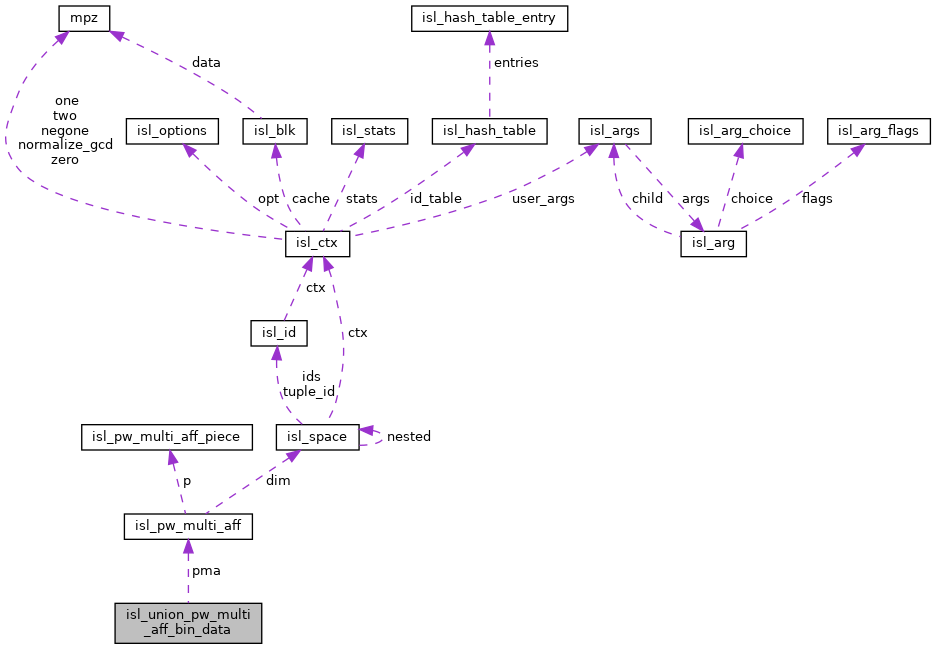 mpz
isl_hash_table_entry
data
entries
one
two
negone
normalize_gcd
zero
isl_options
isl_blk
isl_stats
isl_hash_table
isl_args
isl_arg_choice
isl_arg_flags
opt
cache
stats
id_table
user_args
child
args
choice
flags
isl_ctx
isl_arg
ctx
isl_id
ctx
ids
tuple_id
isl_pw_multi_aff_piece
isl_space
nested
p
dim
isl_pw_multi_aff
pma
isl_union_pw_multi
_aff_bin_data